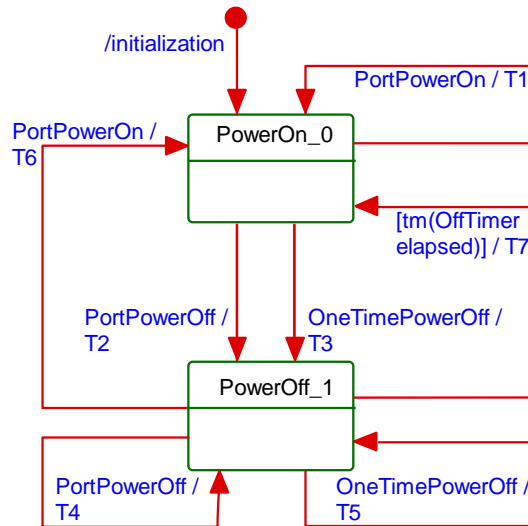 /initialization
PortPowerOn / T1
PortPowerOn /
T6
PowerOn_0
[tm(OffTimer
elapsed)] / T7
PortPowerOff /
T2
OneTimePowerOff /
T3
PowerOff_1
PortPowerOff /
T4
OneTimePowerOff /
T5